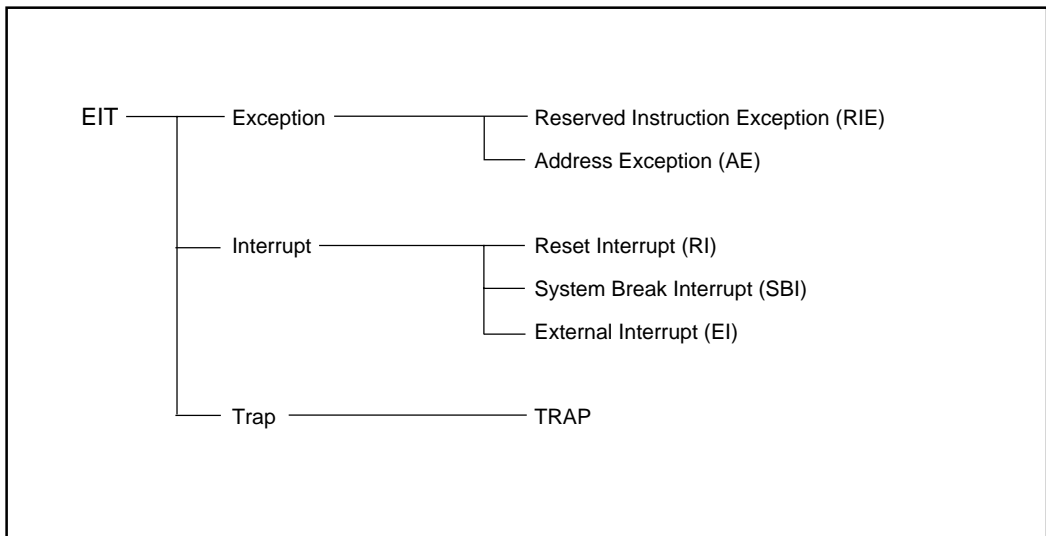 EIT Exception Reserved Instruction Exception (RIE)
Address Exception (AE)
Interrupt Reset Interrupt (RI)
System Break Interrupt (SBI)
External Interrupt (EI)
Trap TRAP